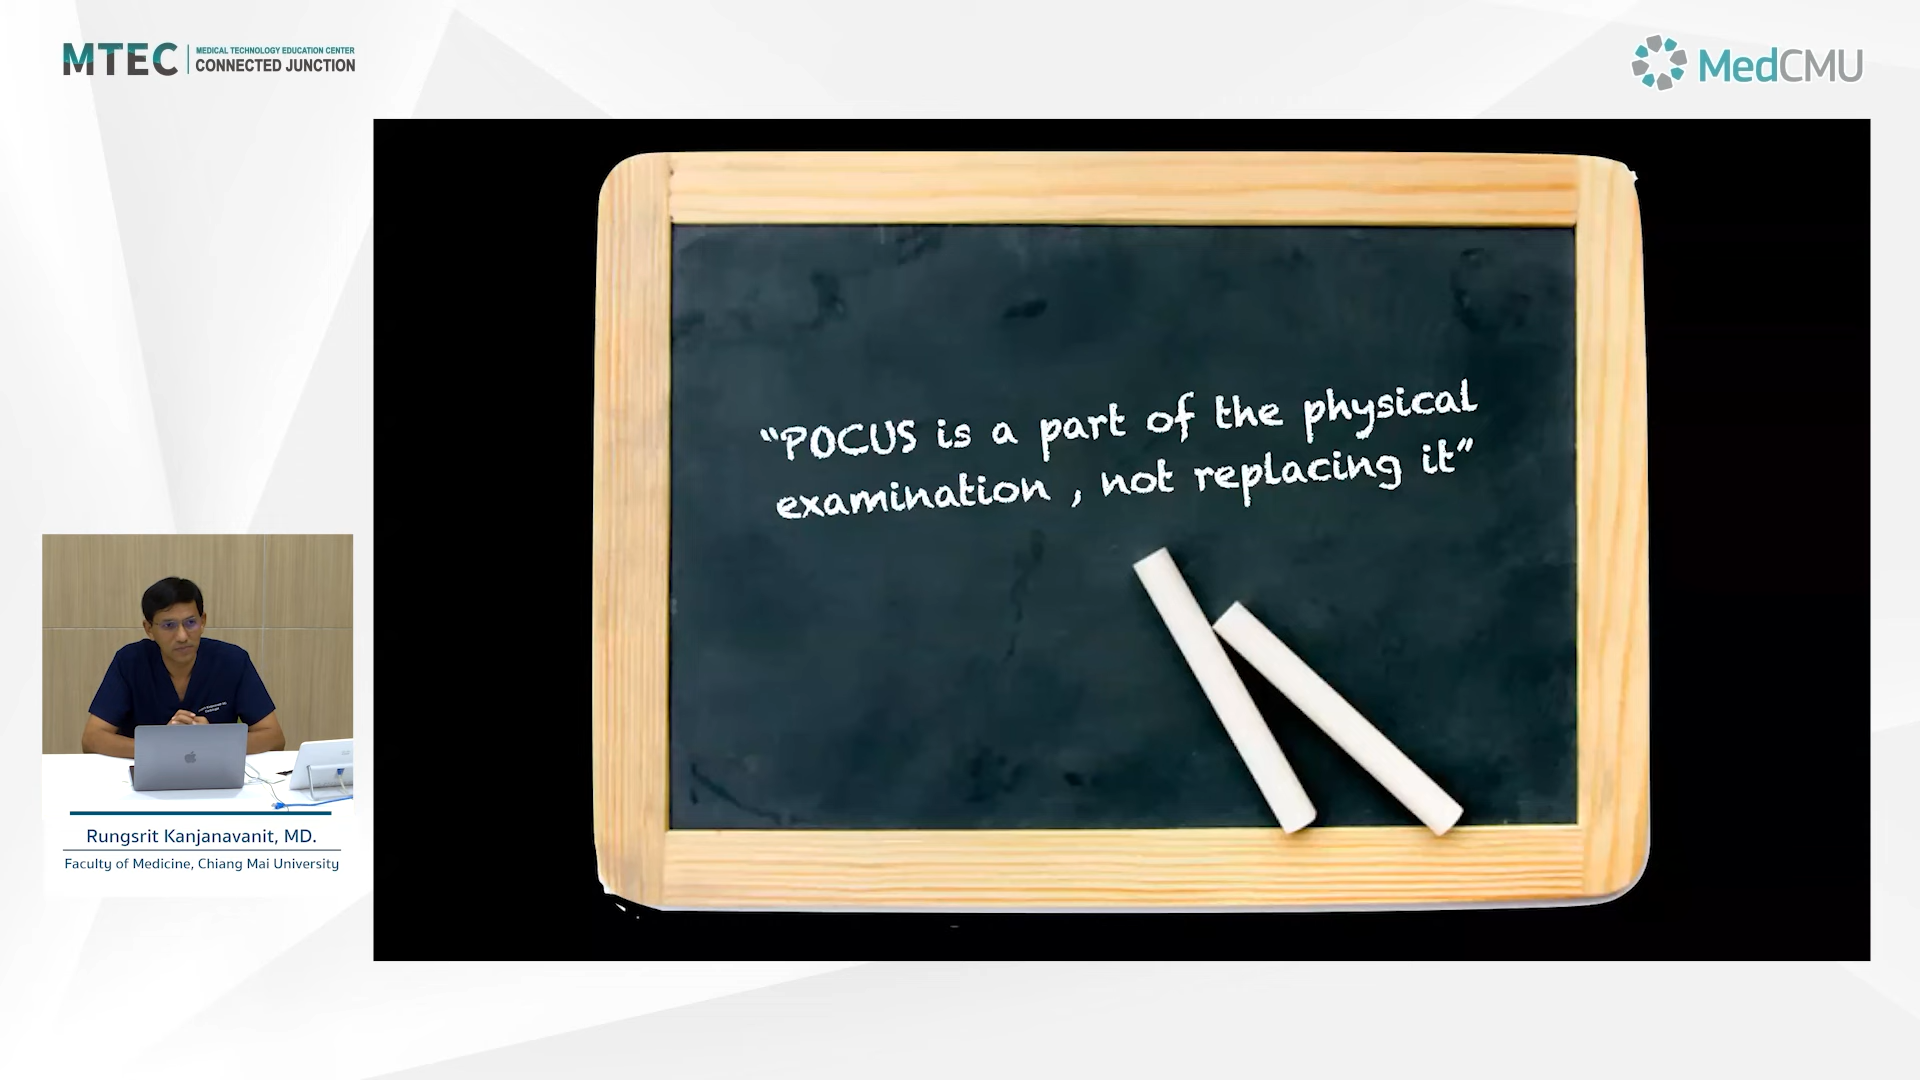 MTEC
MEDICAL TECHNOLOGY EDUCATION CENTER
CONNECTED JUNCTION
MedCMU
“POCUS is a part of the physical
examination , not replacing it”
Rungsrit Kanjanavanit, MD.
Faculty of Medicine, Chiang Mai University